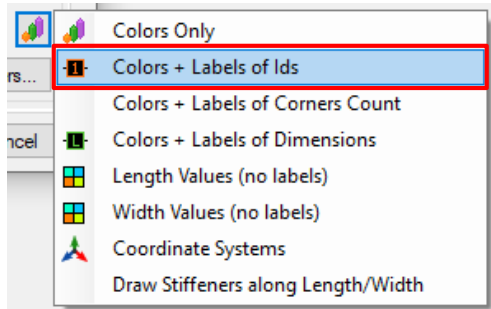 Colors Only
Colors + Labels of Ids
rs...
Colors + Labels of Corners Count
ncel
Colors + Labels of Dimensions
Length Values (no labels)
Width Values (no labels)
Coordinate Systems
Draw Stiffeners along Length/Width
1
L